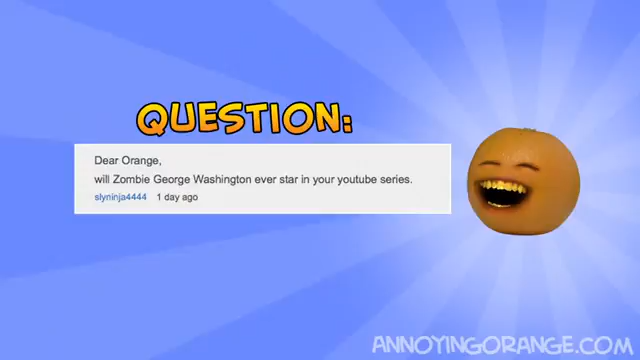 QUESTION:
Dear Orange,
will Zombie George Washington ever star in your youtube series.
slyninja4444 1 day ago
ANNOYINGORANGE.COM